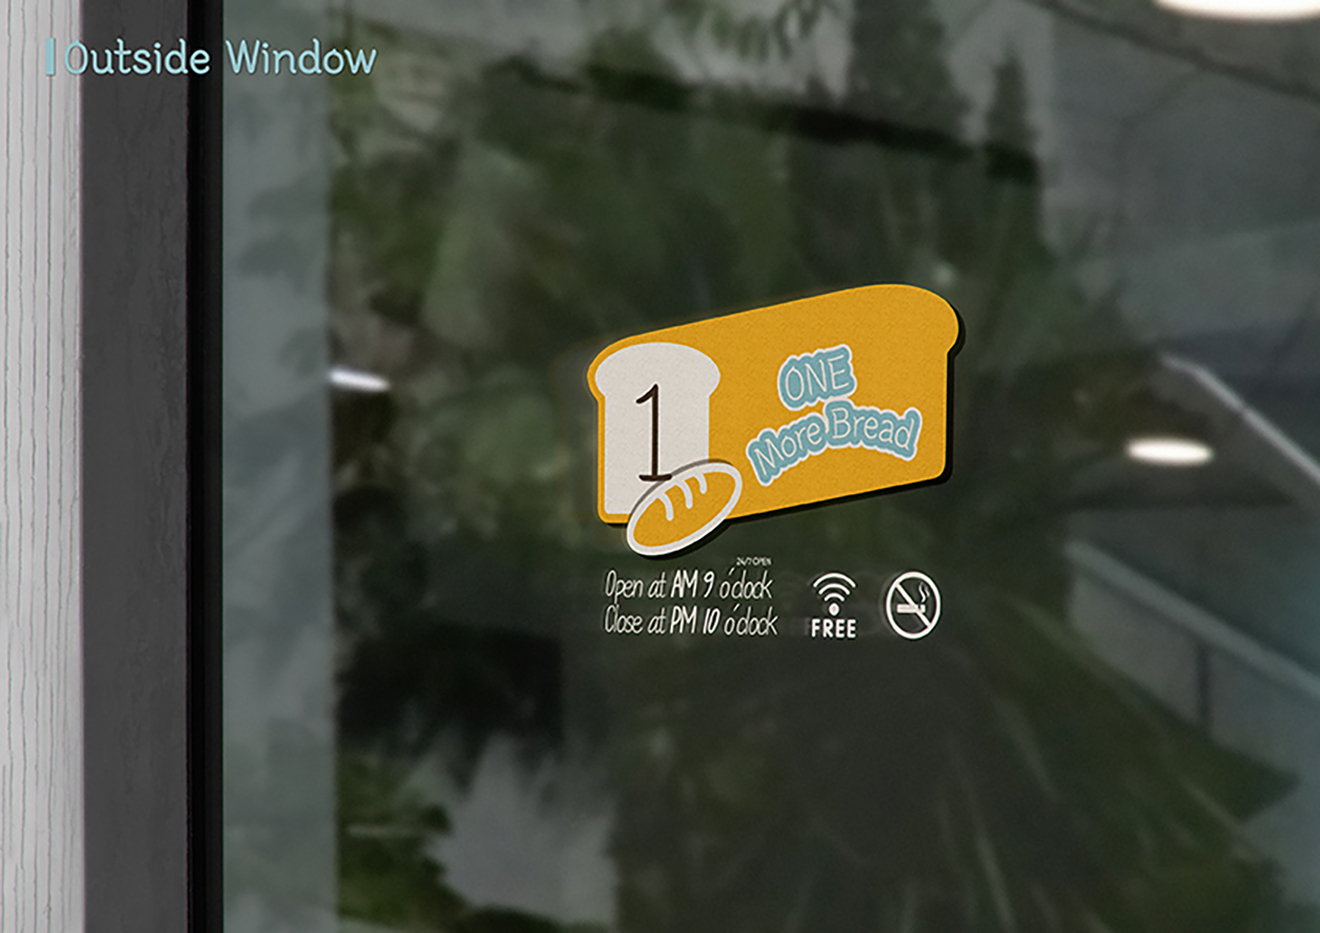 Outside Window
1
ONE
More Bread
24/7 OPEN
Open at AM 9 o'clock
Close at PM 10 o'clock
FREE